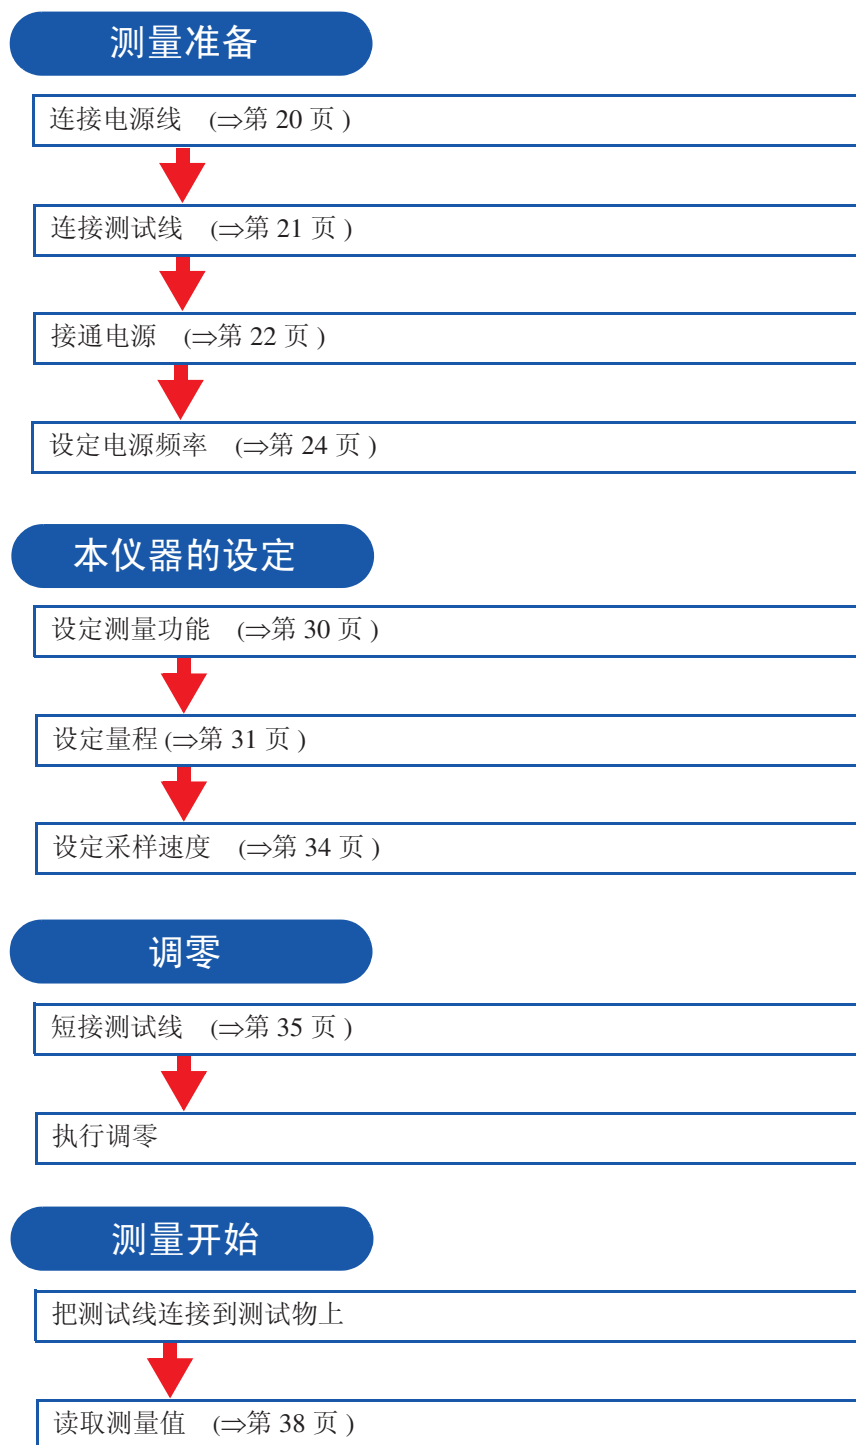 测量准备
连接电源线 (⇒第 20 页 )
连接测试线 (⇒第 21 页 )
接通电源 (⇒第 22 页 )
设定电源频率 (⇒第 24 页 )
本仪器的设定
设定测量功能 (⇒第 30 页 )
设定量程 (⇒第 31 页 )
设定采样速度 (⇒第 34 页 )
调零
短接测试线 (⇒第 35 页 )
执行调零
测量开始
把测试线连接到测试物上
读取测量值 (⇒第 38 页 )